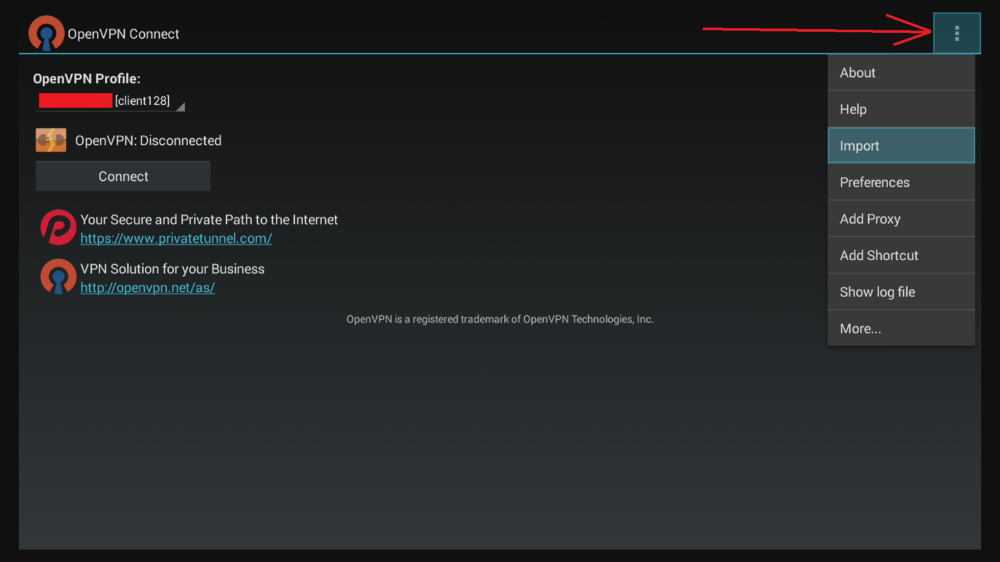 OpenVPN Connect
OpenVPN Profile:
[client128]
OpenVPN: Disconnected
Connect
Your Secure and Private Path to the Internet
https://www.privatetunnel.com/
VPN Solution for your Business
http://openvpn.net/as/
OpenVPN is a registered trademark of OpenVPN Technologies, Inc.
About
Help
Import
Preferences
Add Proxy
Add Shortcut
Show log file
More...